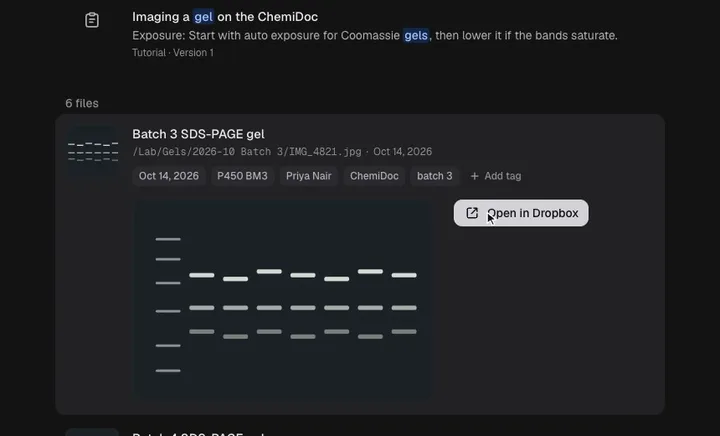 Imaging a gel on the ChemiDoc
Exposure: Start with auto exposure for Coomassie gels, then lower it if the bands saturate.
Tutorial · Version 1
6 files
Batch 3 SDS-PAGE gel
/Lab/Gels/2026-10 Batch 3/IMG_4821.jpg · Oct 14, 2026
Oct 14, 2026 P450 BM3 Priya Nair ChemiDoc batch 3 + Add tag
Open in Dropbox